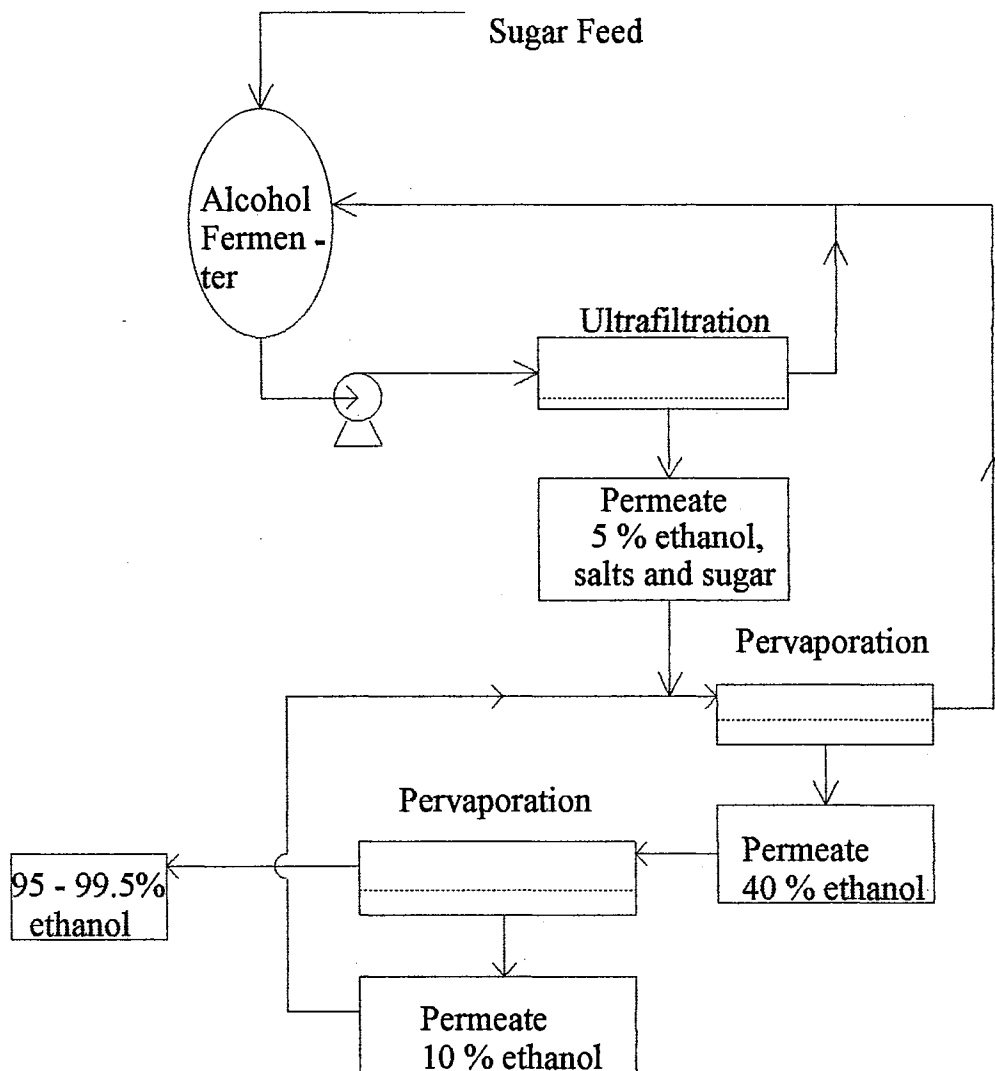 Sugar Feed
Alcohol
Fermen -
ter
Ultrafiltration
Permeate
5 % ethanol,
salts and sugar
Pervaporation
Pervaporation
Permeate
40 % ethanol
95 - 99.5%
ethanol
Permeate
10 % ethanol